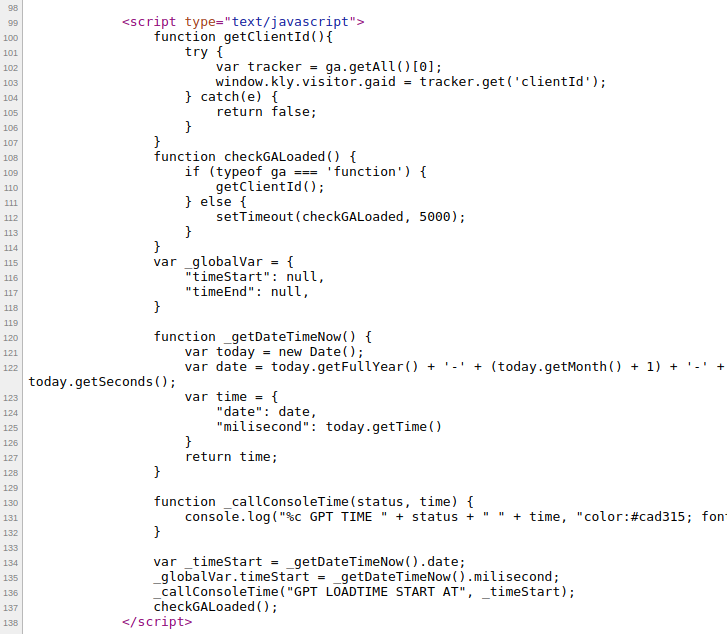 98
99 <script type="text/javascript">
100 function getClientId(){
101 try {
102 var tracker = ga.getAll()[0];
103 window.kly.visitor.gaid = tracker.get('clientId');
104 } catch(e) {
105 return false;
106 }
107 }
108 function checkGALoaded() {
109 if (typeof ga === 'function') {
110 getClientId();
111 } else {
112 setTimeout(checkGALoaded, 5000);
113 }
114 }
115 var _globalVar = {
116 "timeStart": null,
117 "timeEnd": null,
118 }
119
120 function _getDateTimeNow() {
121 var today = new Date();
122 var date = today.getFullYear() + '-' + (today.getMonth() + 1) + '-' +
today.getSeconds();
123 var time = {
124 "date": date,
125 "milisecond": today.getTime()
126 }
127 return time;
128 }
129
130 function _callConsoleTime(status, time) {
131 console.log("%c GPT TIME " + status + " " + time, "color:#cad315; fon
132 }
133
134 var _timeStart = _getDateTimeNow().date;
135 _globalVar.timeStart = _getDateTimeNow().milisecond;
136 _callConsoleTime("GPT LOADTIME START AT", _timeStart);
137 checkGALoaded();
138 </script>